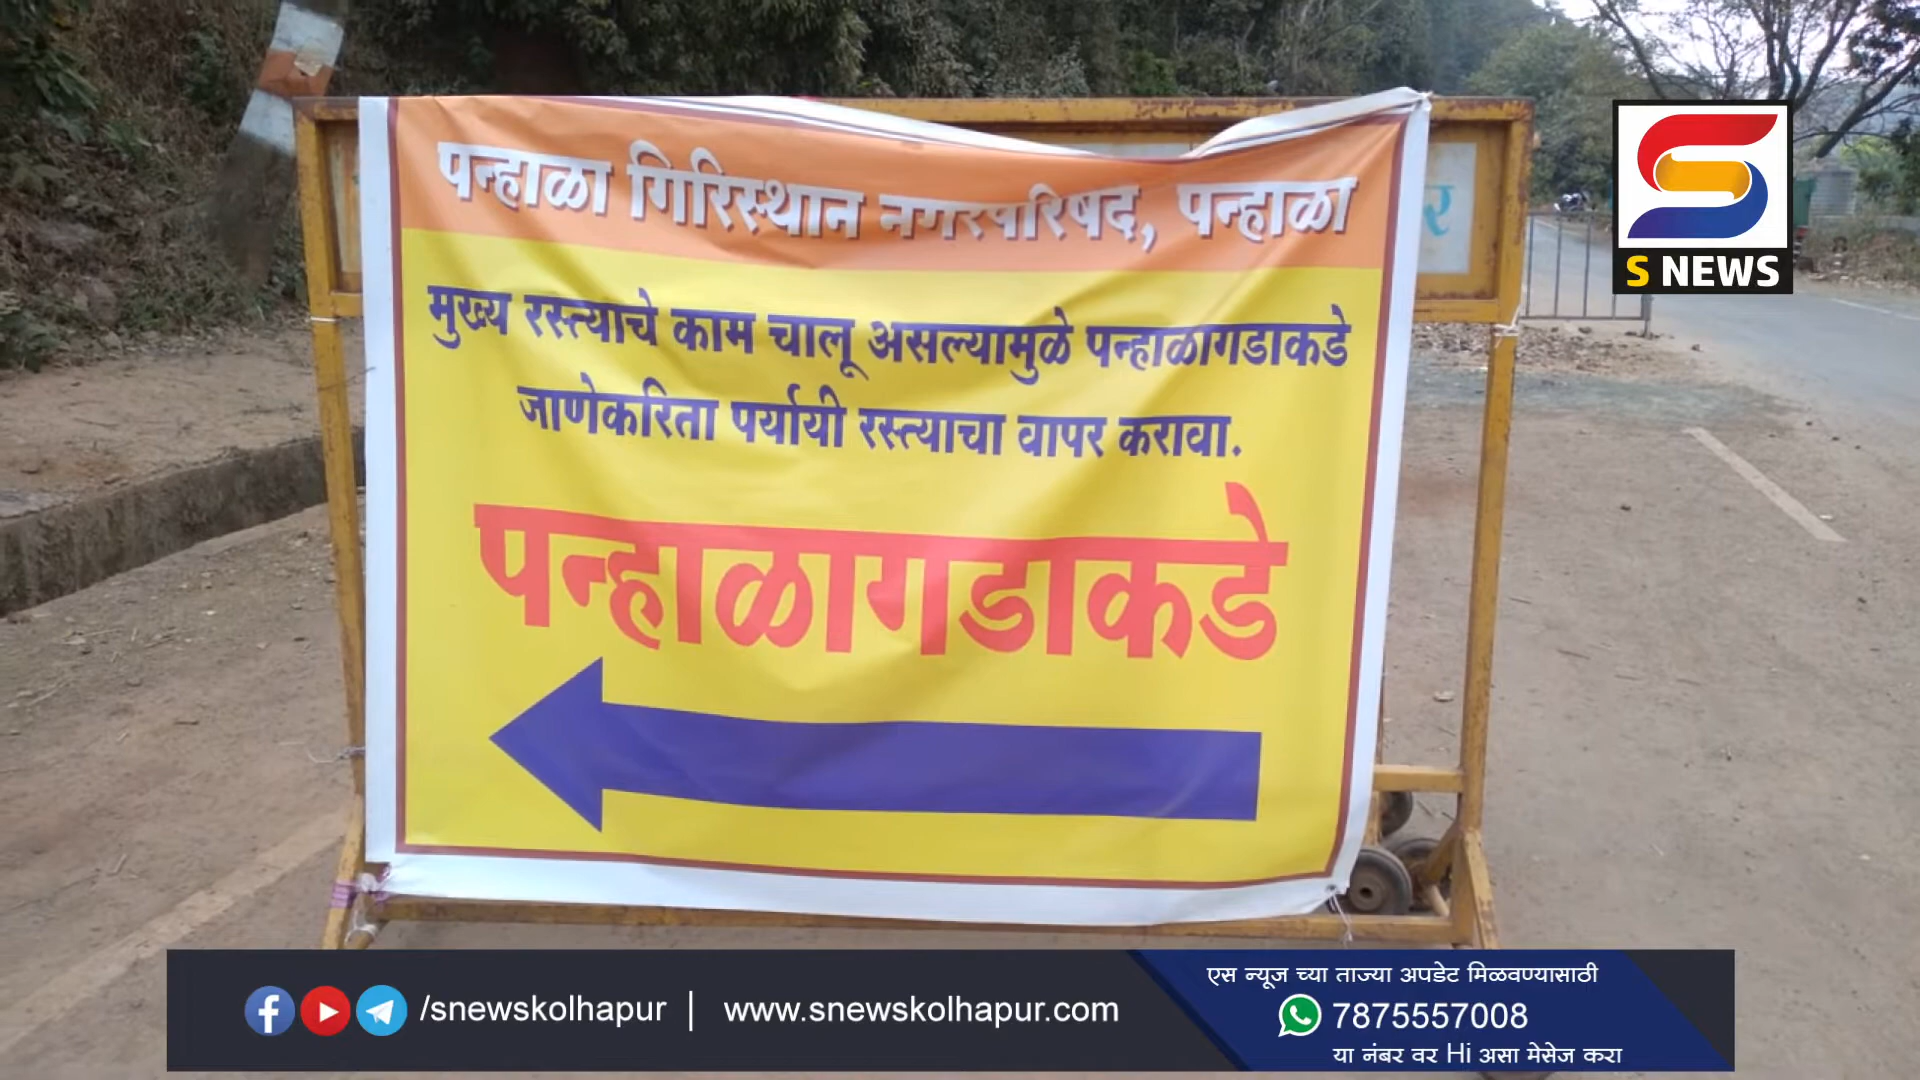 पन्हाळा गिरिस्थान नगरपरिषद, पन्हाळा
मुख्य रस्त्याचे काम चालू असल्यामुळे पन्हाळागडाकडे
जाणेकरिता पर्यायी रस्त्याचा वापर करावा.
पन्हाळागडाकडे
र
S NEWS
/snewskolhapur | www.snewskolhapur.com
एस न्यूज च्या ताज्या अपडेट मिळवण्यासाठी
7875557008
या नंबर वर Hi असा मेसेज करा